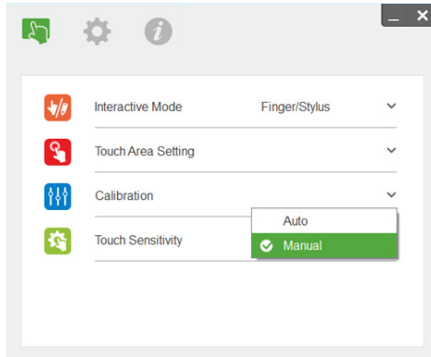 Interactive Mode Finger/Stylus
Touch Area Setting
Calibration
Auto
Touch Sensitivity Manual